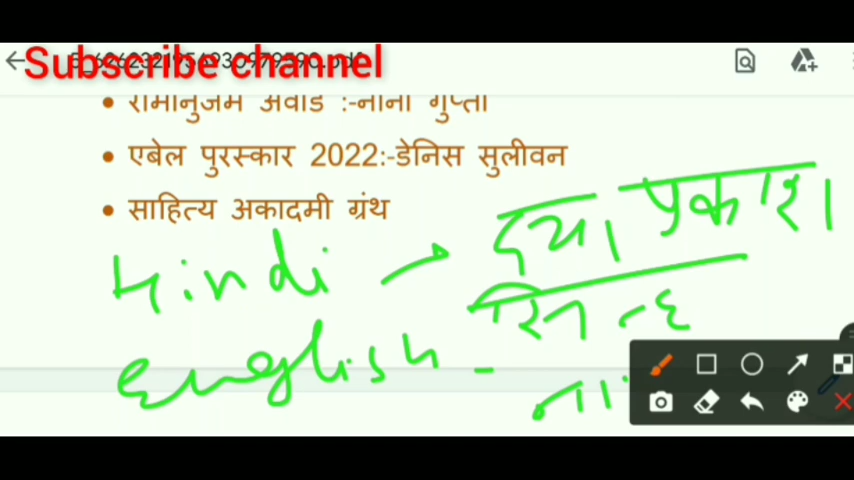 Subscribe channel
रामानुजम अवार्ड :-नीना गुप्ता
एबेल पुरस्कार 2022:-डेनिस सुलीवन
साहित्य अकादमी ग्रंथ
Hindi → दया प्रकाश
सिन्हा
English -